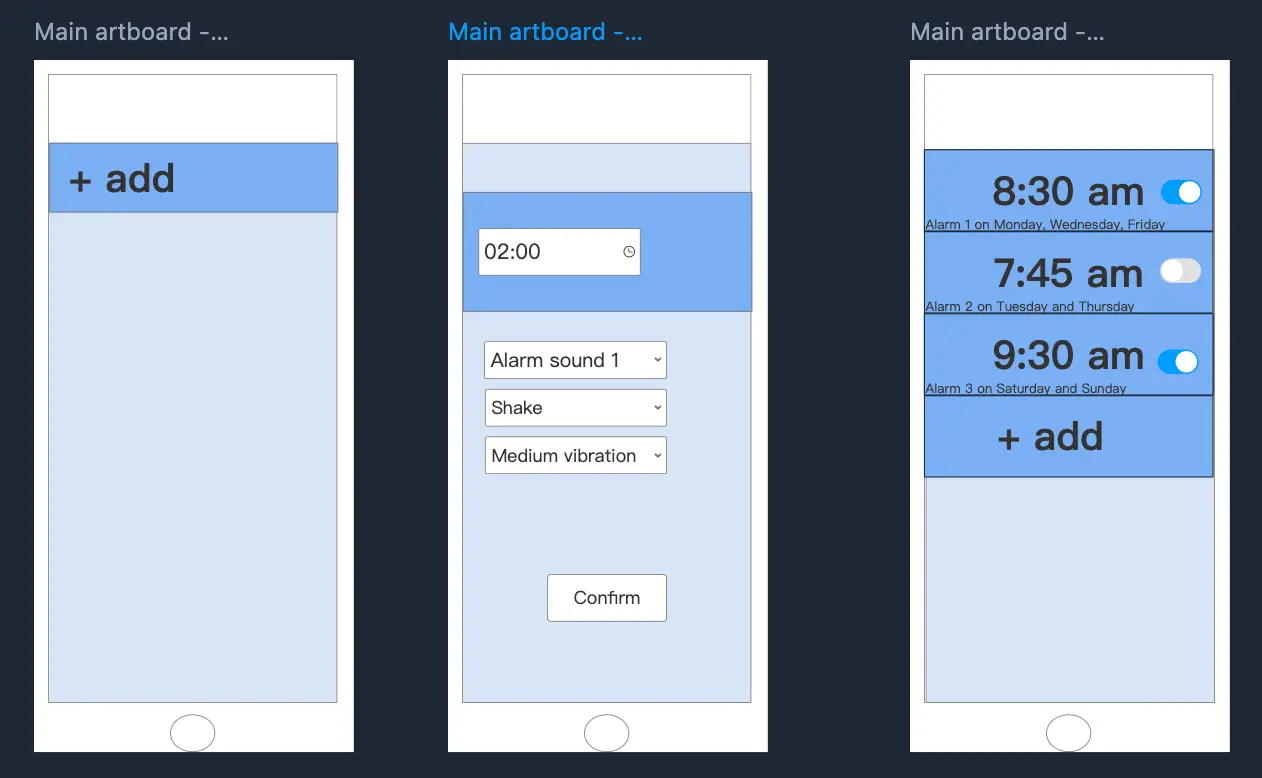 Main artboard -...
+ add
Main artboard -...
02:00
Alarm sound 1
Shake
Medium vibration
Confirm
Main artboard -...
8:30 am
Alarm 1 on Monday, Wednesday, Friday
7:45 am
Alarm 2 on Tuesday and Thursday
9:30 am
Alarm 3 on Saturday and Sunday
+ add